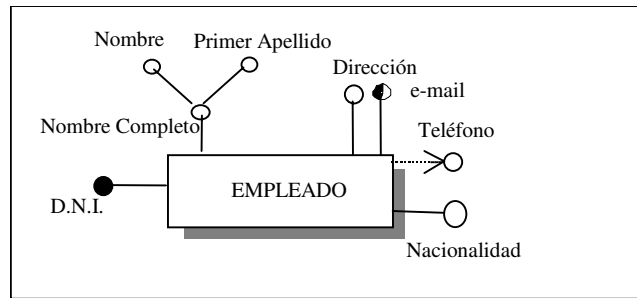 Nombre
Primer Apellido
Dirección
e-mail
Nombre Completo
Teléfono
EMPLEADO
D.N.I.
Nacionalidad